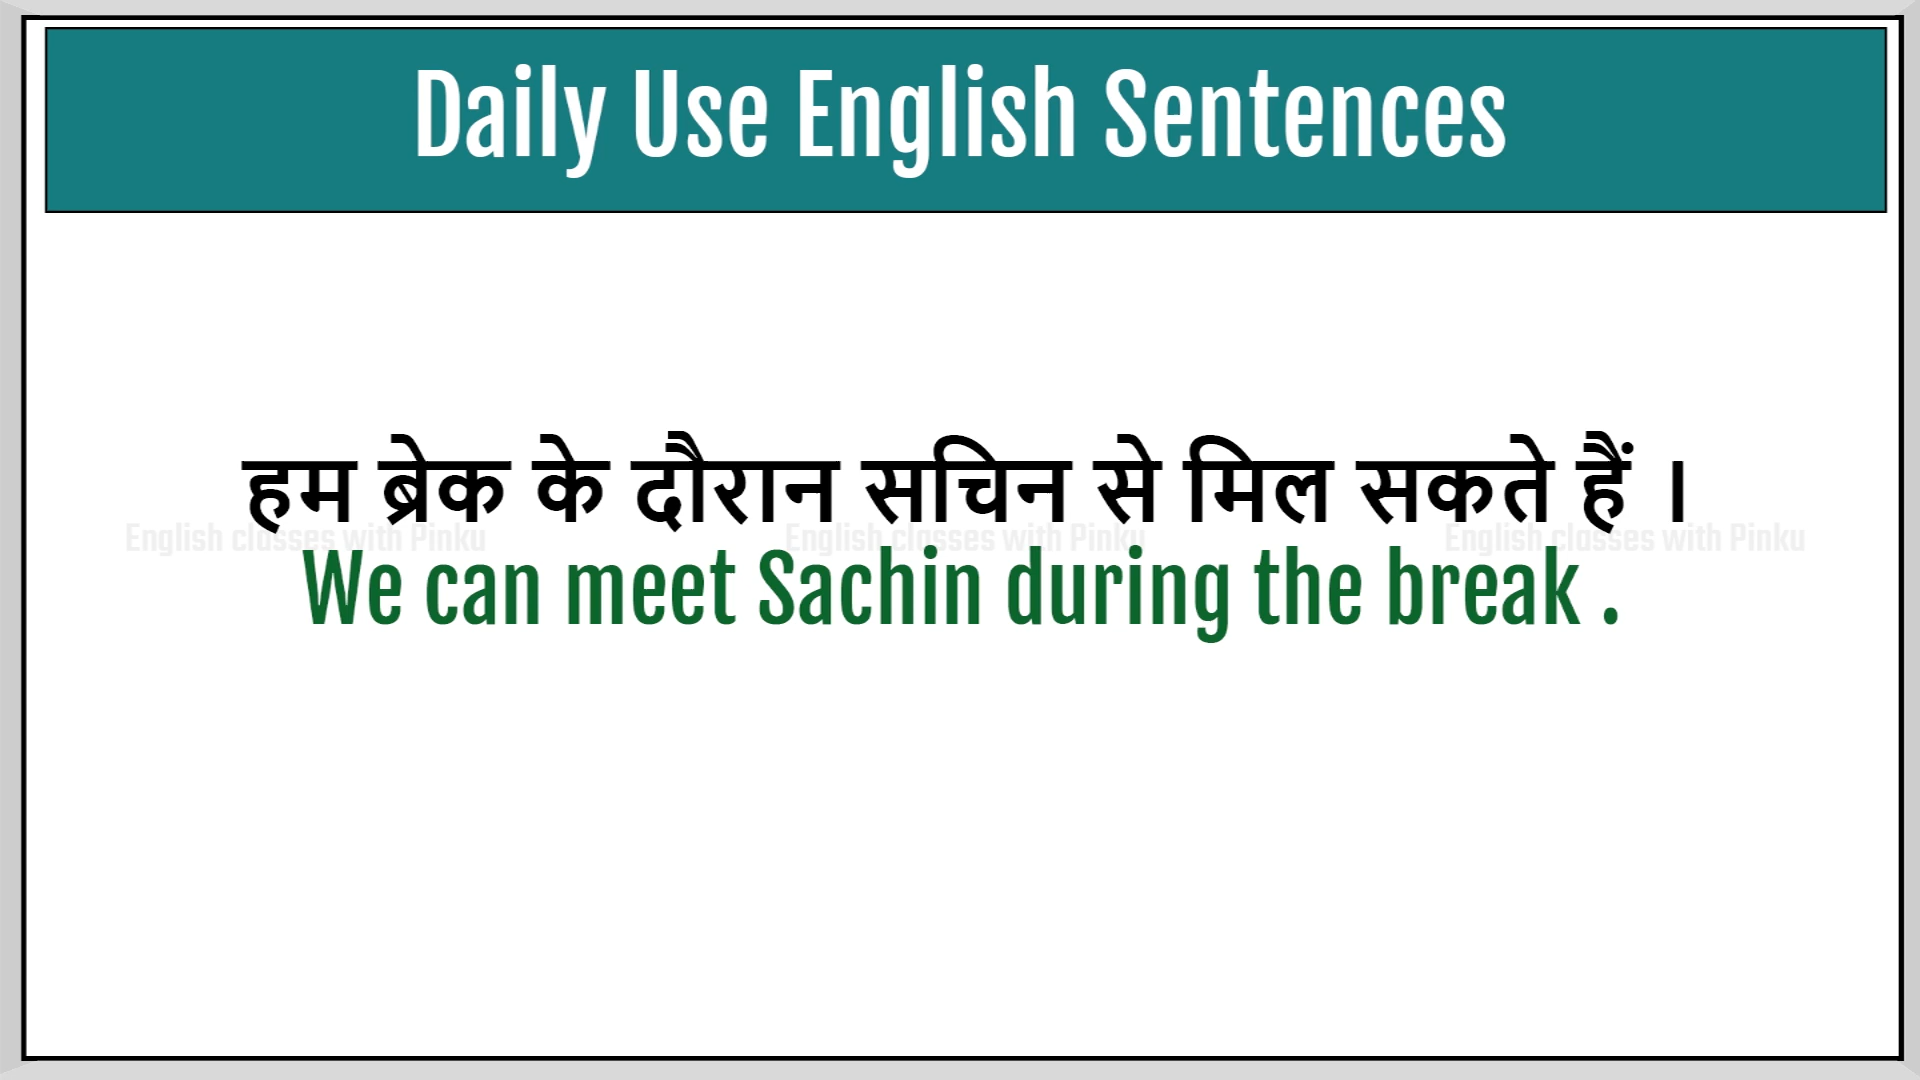 Daily Use English Sentences
हम ब्रेक के दौरान सचिन से मिल सकते हैं ।
English classes with Pinku English classes with Pinku English classes with Pinku
We can meet Sachin during the break .